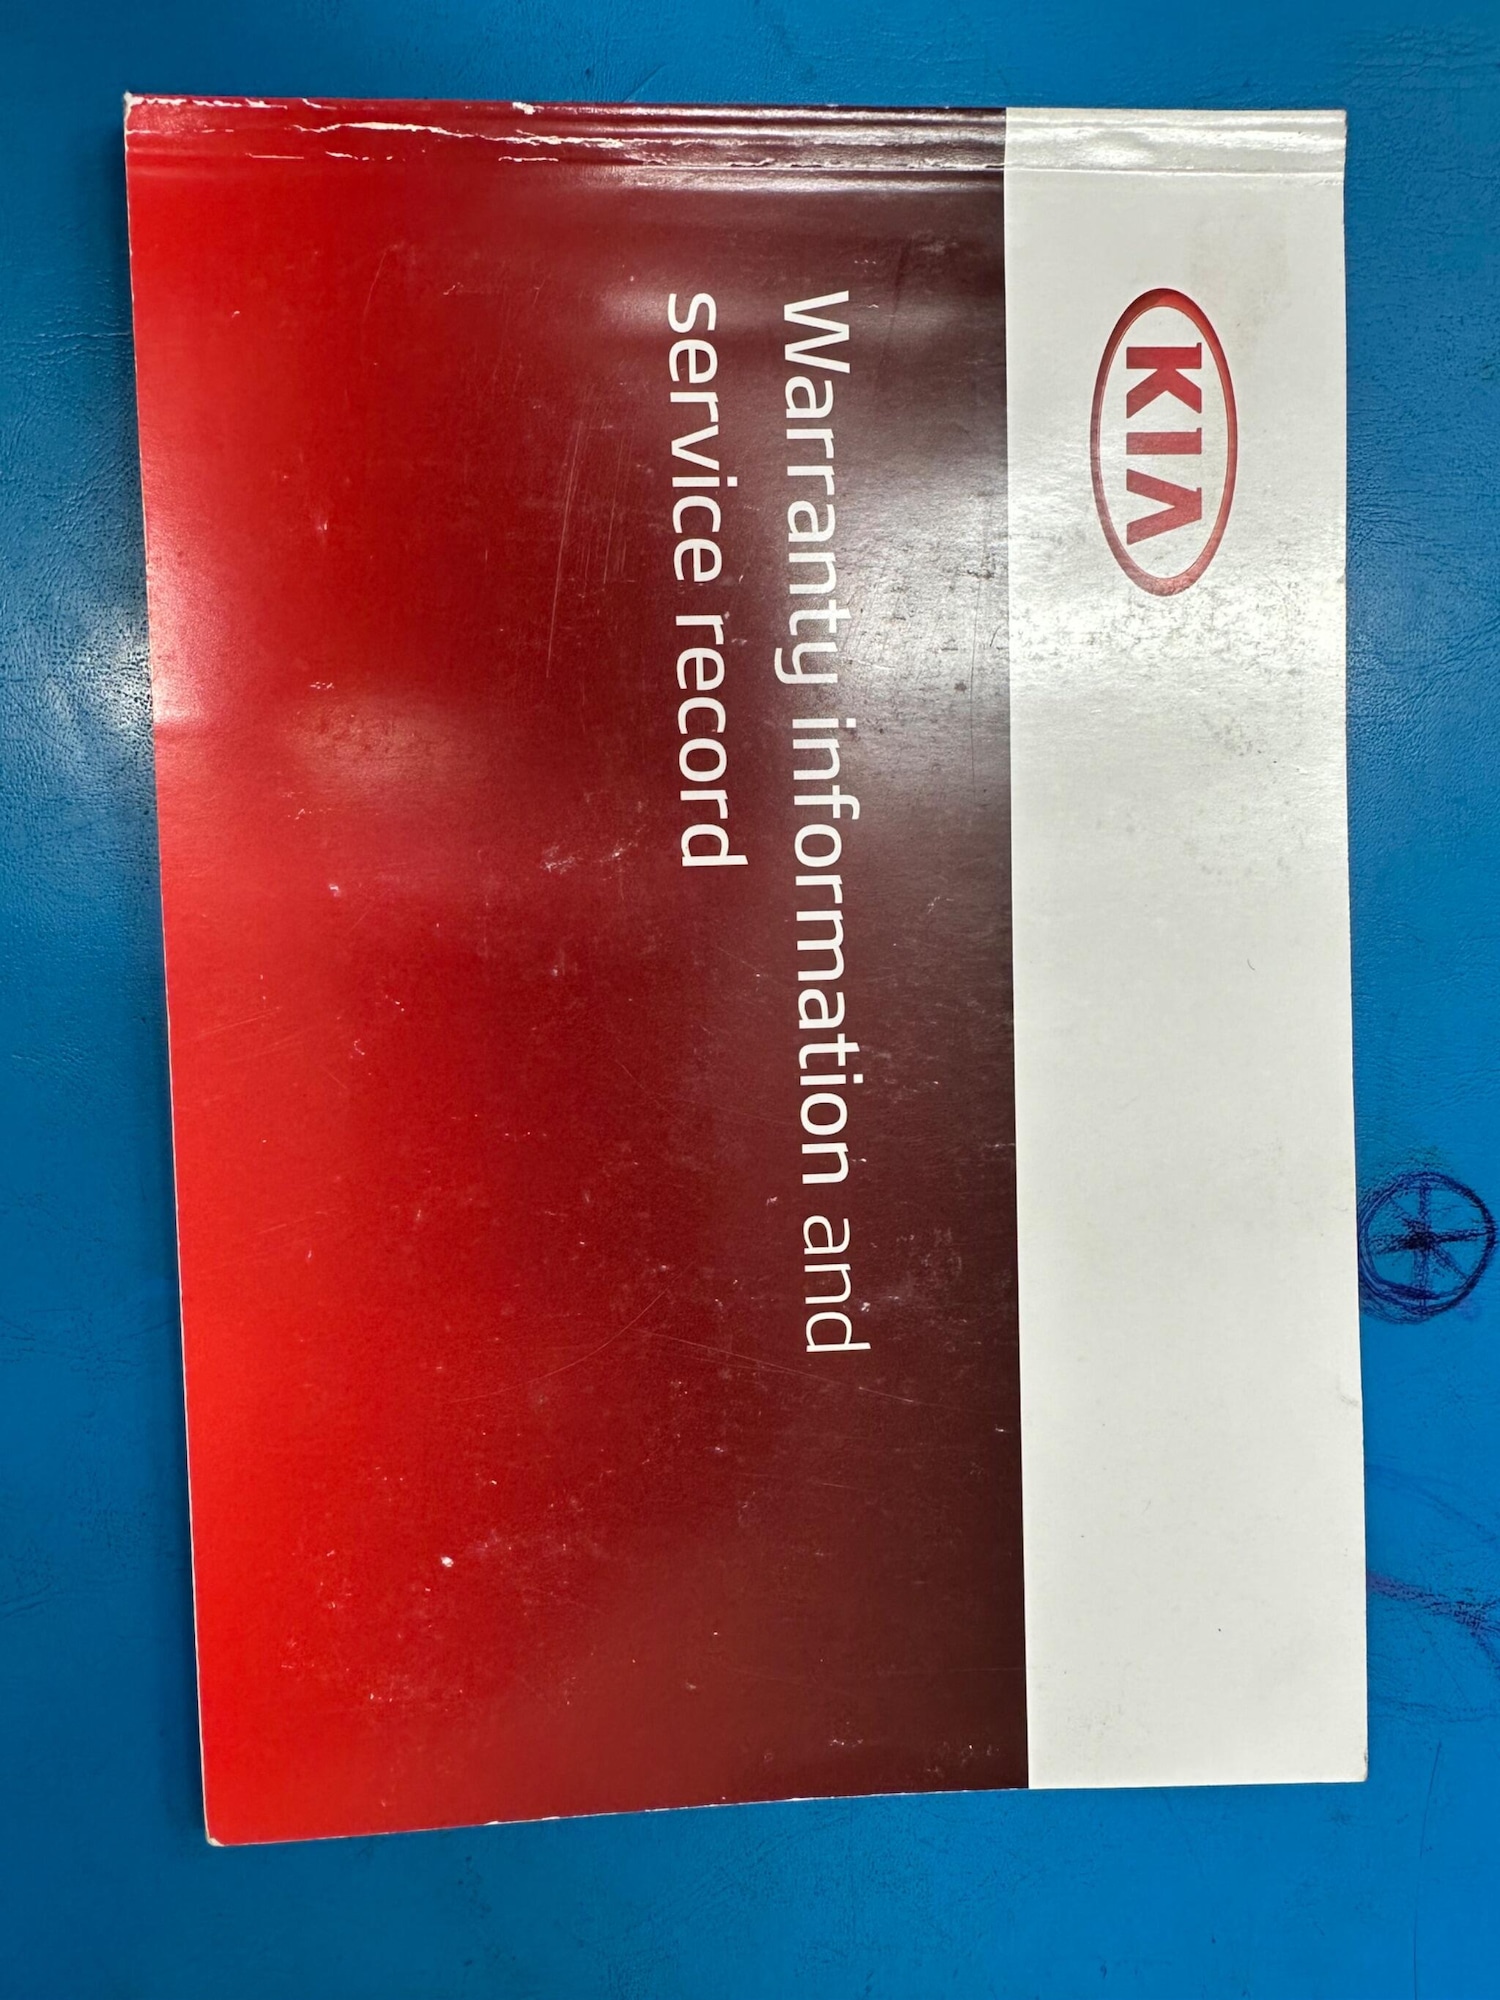 KIA
Warranty information and
service record